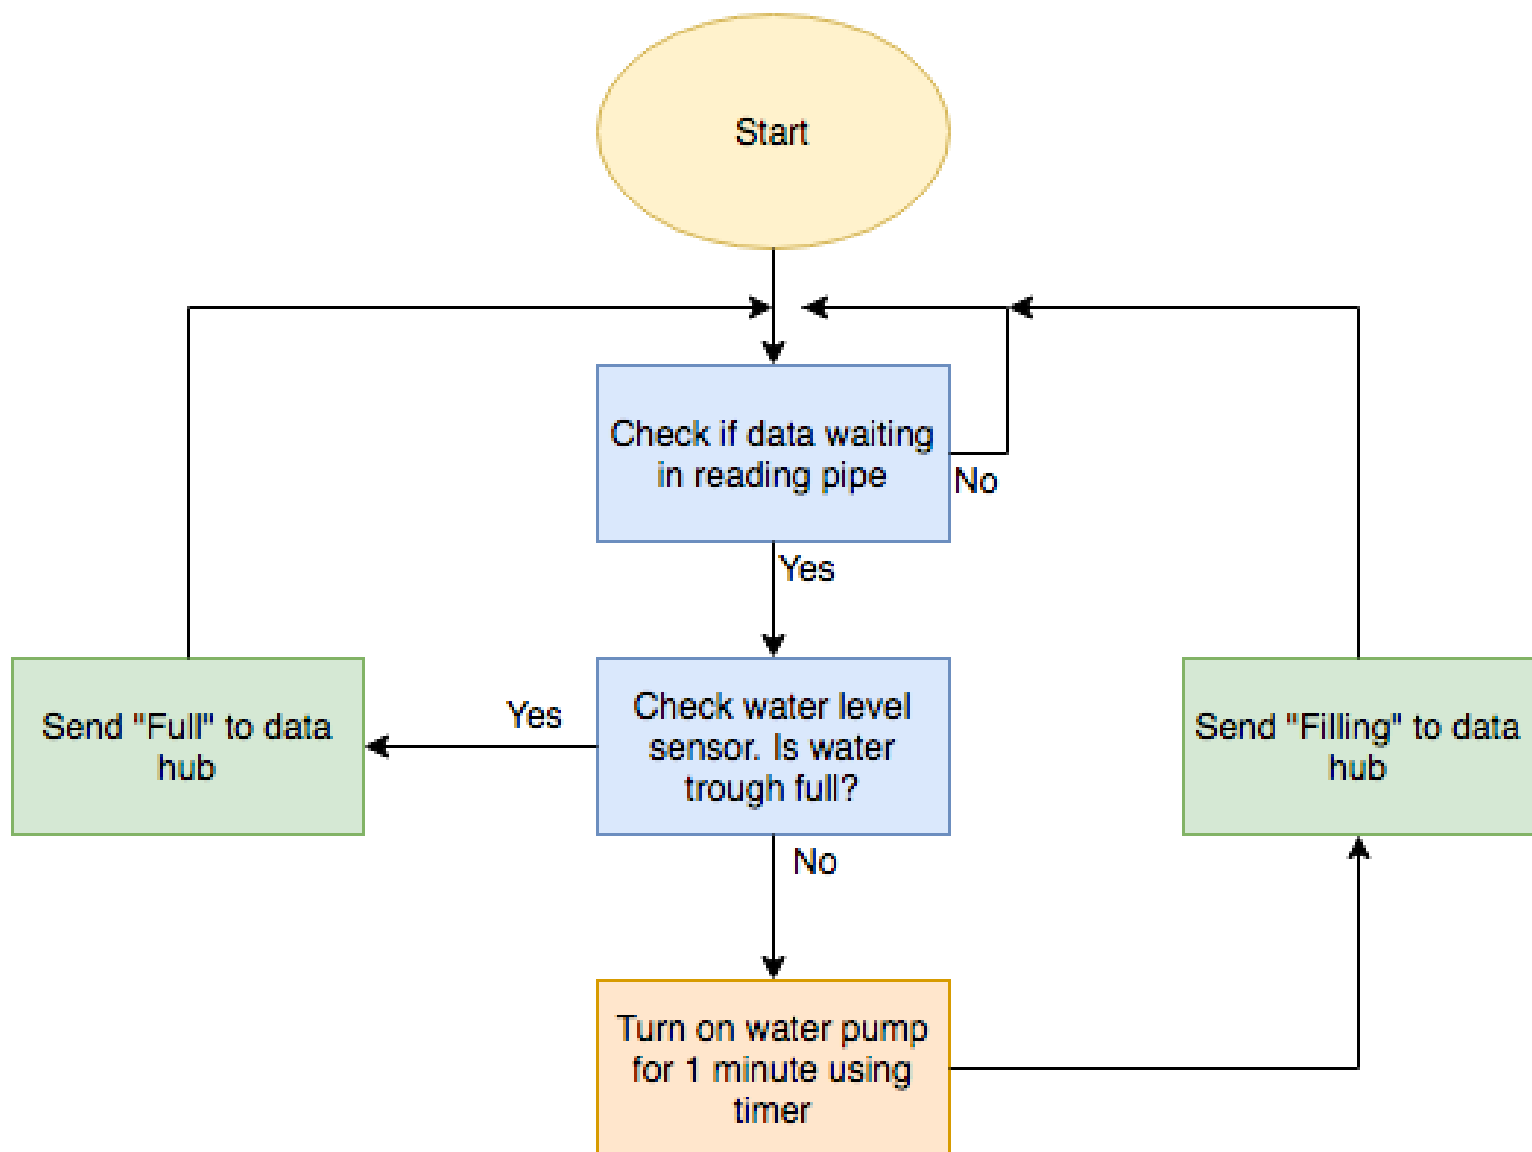 Start
Check if data waiting
in reading pipe
No
Yes
Send "Full" to data
hub
Yes
Check water level
sensor. Is water
trough full?
Send "Filling" to data
hub
No
Turn on water pump
for 1 minute using
timer